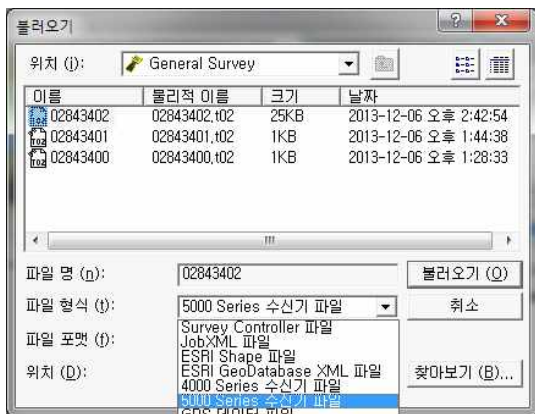 불러오기
위치 (i): General Survey
이름 물리적 이름 크기 날짜
02843402 02843402.t02 25KB 2013-12-06 오후 2:42:54
02843401 02843401.t02 1KB 2013-12-06 오후 1:44:38
02843400 02843400.t02 1KB 2013-12-06 오후 1:28:33
파일 명 (n): 02843402 불러오기 (O)
파일 형식 (t): 5000 Series 수신기 파일 취소
Survey Controller 파일
JobXML 파일
파일 포맷 (f):
ESRI Shape 파일
ESRI GeoDatabase XML 파일
위치 (D): 찾아보기 (B)...
4000 Series 수신기 파일
5000 Series 수신기 파일
GPS 데이터 파일